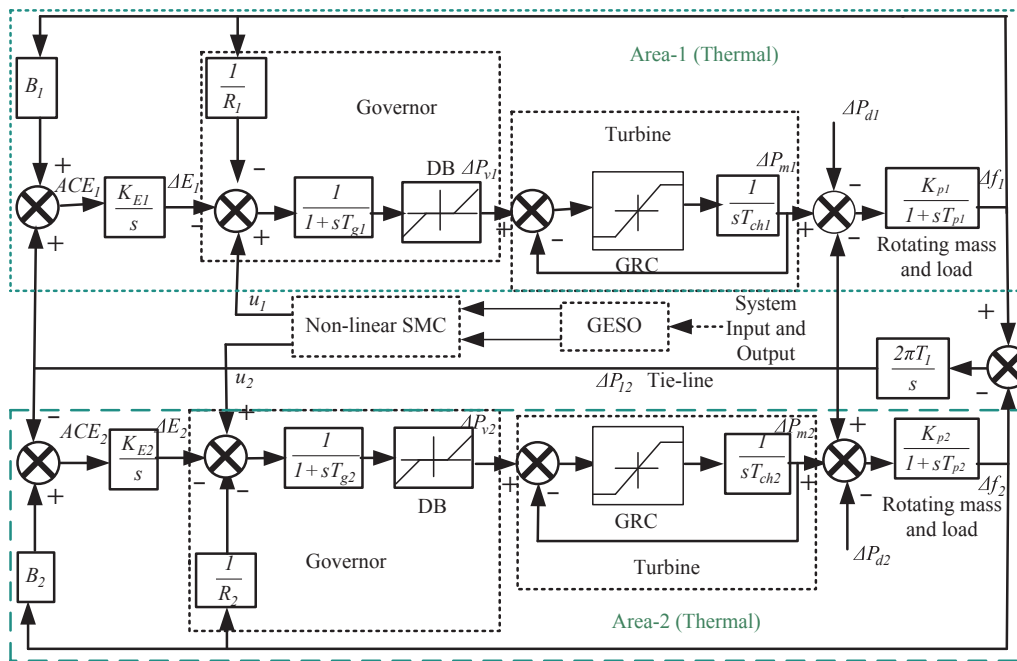 Area-1 (Thermal)
B1
1
R1
Governor
Turbine
ΔPd1
+
ACE1
KE1
s
ΔE1
-
1
1+sTg1
DB
ΔPv1
ΔPm1
1
sTch1
-
Kp1
1+sTp1
Δf1
+
-
+
+
-
GRC
+
-
Rotating mass
and load
u1
Non-linear SMC
GESO
System
Input and
Output
+
2πT1
s
-
u2
ΔP12
Tie-line
-
ACE2
KE2
s
ΔE2
+
1
1+sTg2
ΔPv2
ΔPm2
1
sTch2
+
Kp2
1+sTp2
Δf2
+
-
-
DB
+
-
GRC
+
-
Rotating mass
and load
B2
1
R2
Governor
Turbine
ΔPd2
Area-2 (Thermal)